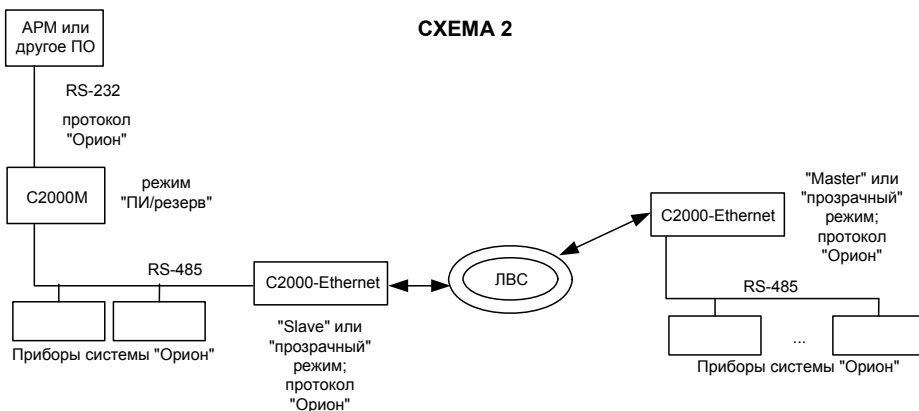 СХЕМА 2
АРМ или
другое ПО
RS-232
протокол
"Орион"
С2000М
режим
"ПИ/резерв"
RS-485
C2000-Ethernet
ЛВС
C2000-Ethernet
"Master" или
"прозрачный"
режим;
протокол
"Орион"
RS-485
...
Приборы системы "Орион"
"Slave" или
"прозрачный"
режим;
протокол
"Орион"
Приборы системы "Орион"